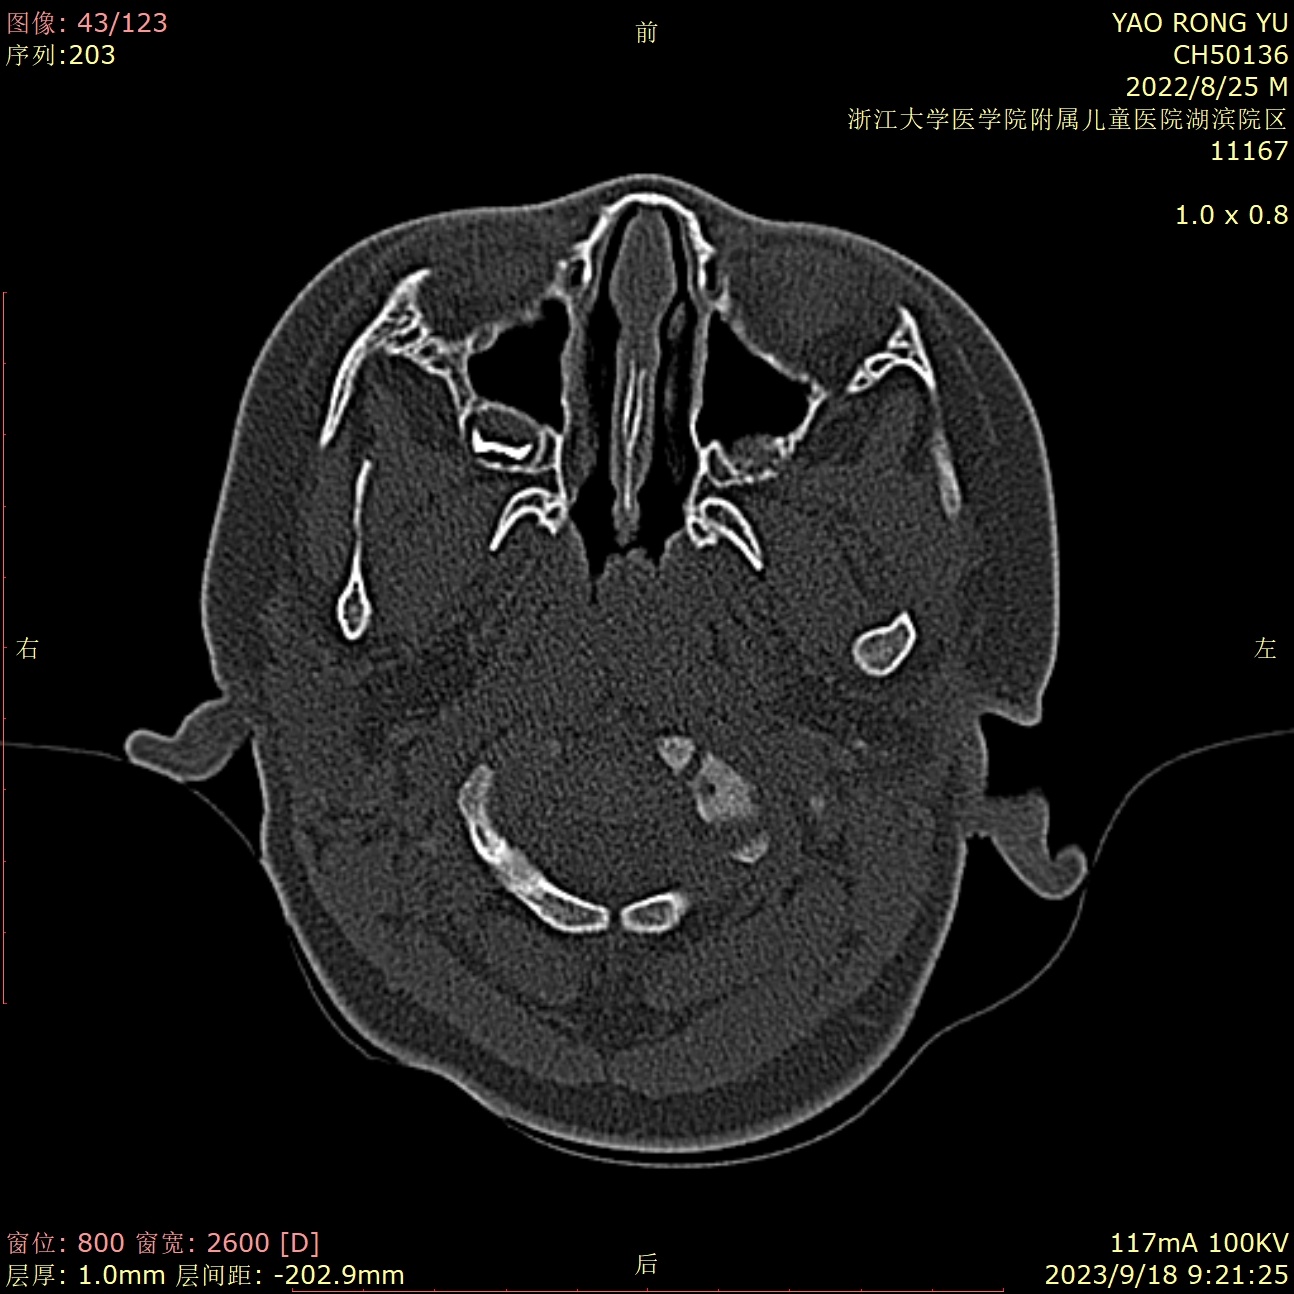 图像: 43/123
序列:203
前
YAO RONG YU
CH50136
2022/8/25 M
浙江大学医学院附属儿童医院湖滨院区
11167
1.0 x 0.8
右
左
窗位: 800 窗宽: 2600 [D]
层厚: 1.0mm 层间距: -202.9mm
后
117mA 100KV
2023/9/18 9:21:25